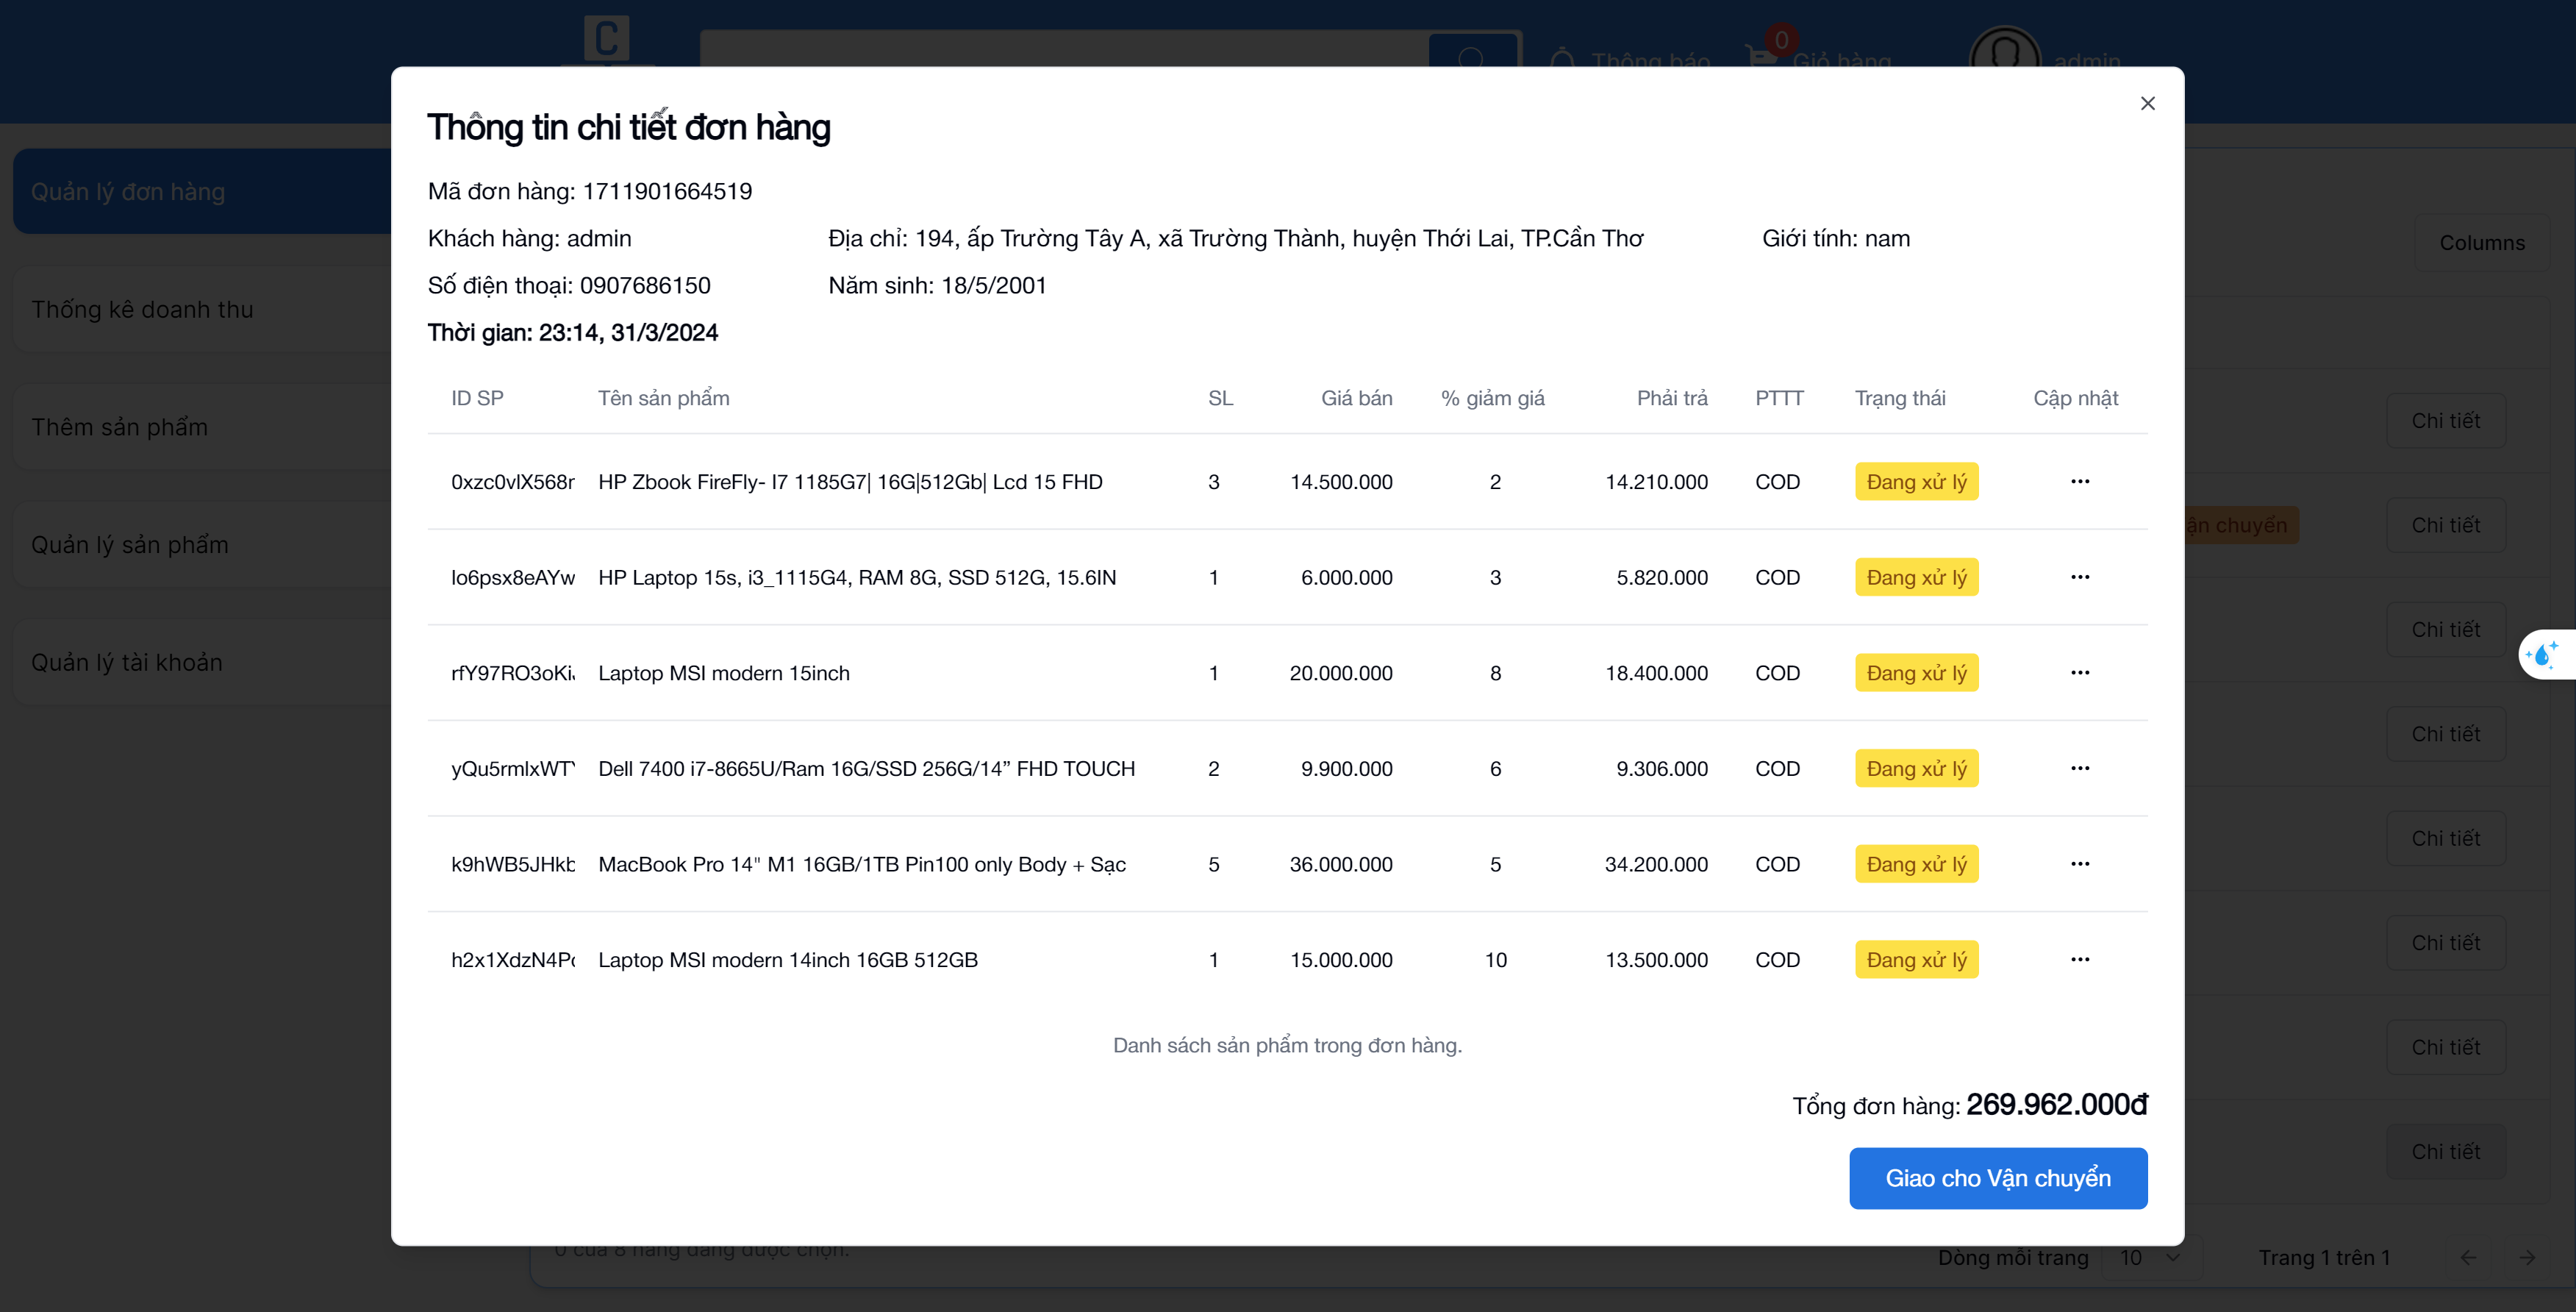 C
Thông báo
0
Giỏ hàng
admin
Quản lý đơn hàng
Thống kê doanh thu
Thêm sản phẩm
Quản lý sản phẩm
Quản lý tài khoản
Columns
Thông tin chi tiết đơn hàng
Mã đơn hàng: 1711901664519
Khách hàng: admin Địa chỉ: 194, ấp Trường Tây A, xã Trường Thành, huyện Thới Lai, TP.Cần Thơ Giới tính: nam
Số điện thoại: 0907686150 Năm sinh: 18/5/2001
Thời gian: 23:14, 31/3/2024
ID SP Tên sản phẩm SL Giá bán % giảm giá Phải trả PTTT Trạng thái Cập nhật
0xzc0vlX568r HP Zbook FireFly- I7 1185G7| 16G|512Gb| Lcd 15 FHD 3 14.500.000 2 14.210.000 COD Đang xử lý ...
lo6psx8eAYw HP Laptop 15s, i3_1115G4, RAM 8G, SSD 512G, 15.6IN 1 6.000.000 3 5.820.000 COD Đang xử lý ...
rfY97RO3oKi Laptop MSI modern 15inch 1 20.000.000 8 18.400.000 COD Đang xử lý ...
yQu5rmlxWT Dell 7400 i7-8665U/Ram 16G/SSD 256G/14” FHD TOUCH 2 9.900.000 6 9.306.000 COD Đang xử lý ...
k9hWB5JHkb MacBook Pro 14" M1 16GB/1TB Pin100 only Body + Sạc 5 36.000.000 5 34.200.000 COD Đang xử lý ...
h2x1XdzN4P Laptop MSI modern 14inch 16GB 512GB 1 15.000.000 10 13.500.000 COD Đang xử lý ...
Danh sách sản phẩm trong đơn hàng.
Tổng đơn hàng: 269.962.000đ
Giao cho Vận chuyển
Chi tiết
chuyển Chi tiết
Chi tiết
Chi tiết
Chi tiết
Chi tiết
Chi tiết
Chi tiết
0 của 8 hàng đang được chọn.
Dòng mỗi trang 10 Trang 1 trên 1